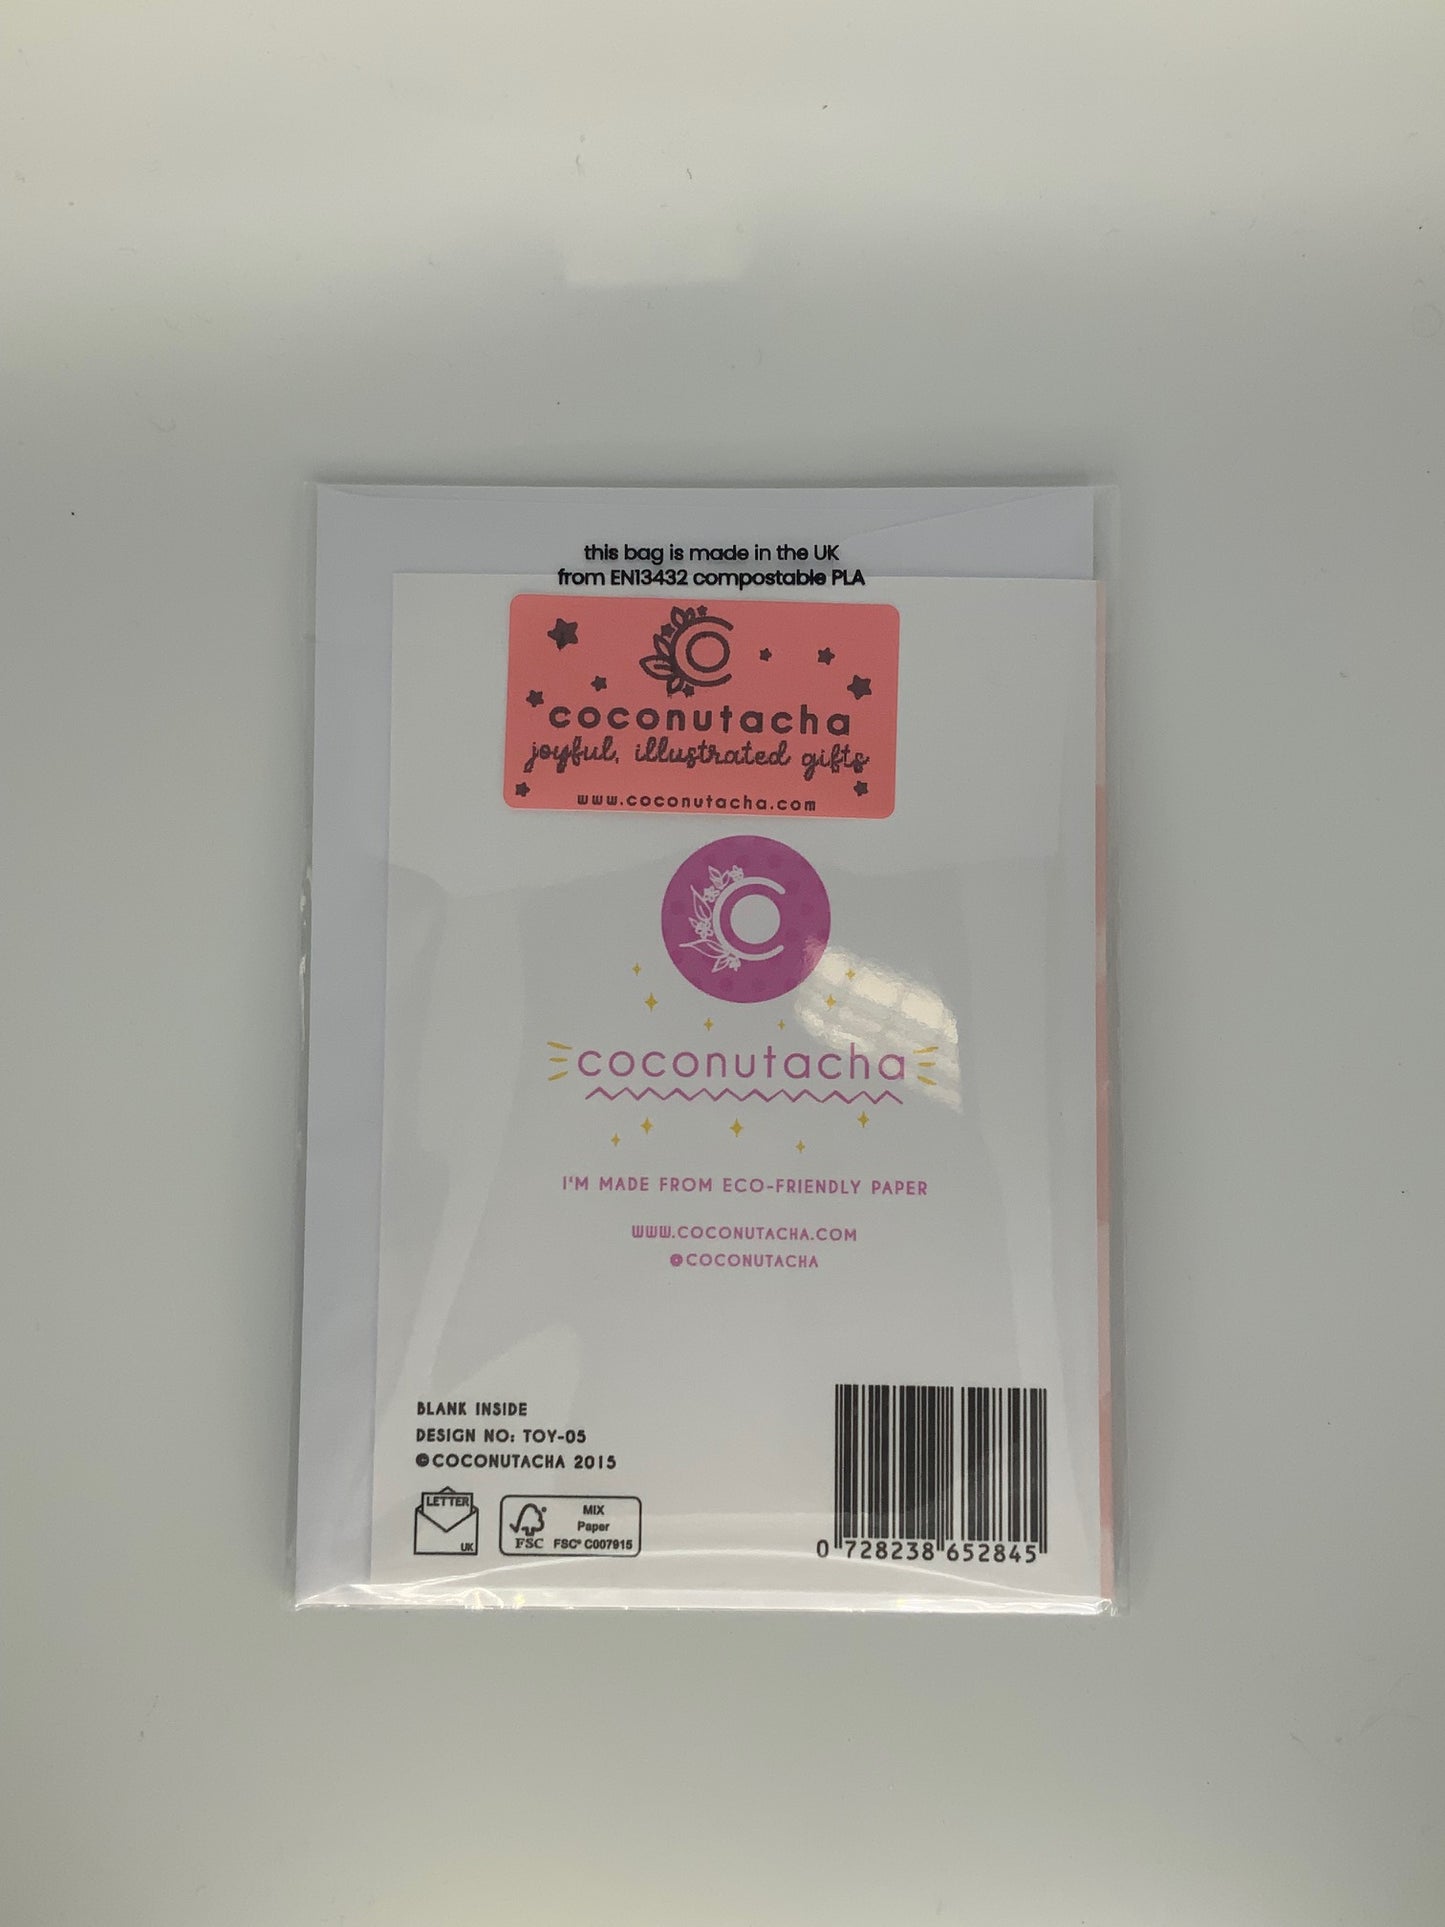 this bag is made in the UK
from EN13432 compostable PLA
coconutacha
joyful, illustrated gifts
www.coconutacha.com
coconutacha
I'M MADE FROM ECO-FRIENDLY PAPER
WWW.COCONUTACHA.COM
@COCONUTACHA
BLANK INSIDE
DESIGN NO: TOY-05
©COCONUTACHA 2015
LETTER
UK
FSC
MIX
Paper
FSC® C007915
0 728238 652845